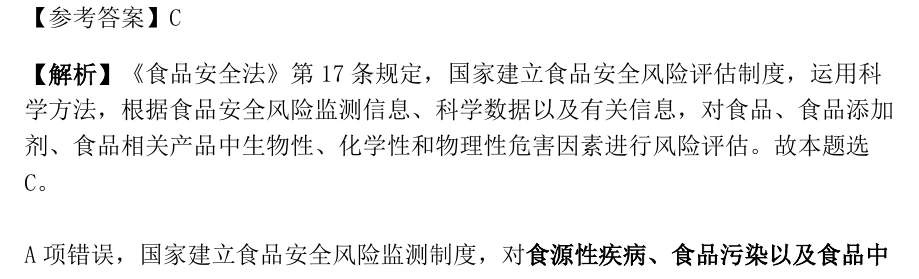 【参考答案】C
【解析】《食品安全法》第 17 条规定，国家建立食品安全风险评估制度，运用科
学方法，根据食品安全风险监测信息、科学数据以及有关信息，对食品、食品添加
剂、食品相关产品中生物性、化学性和物理性危害因素进行风险评估。故本题选
C。
A 项错误，国家建立食品安全风险监测制度，对食源性疾病、食品污染以及食品中